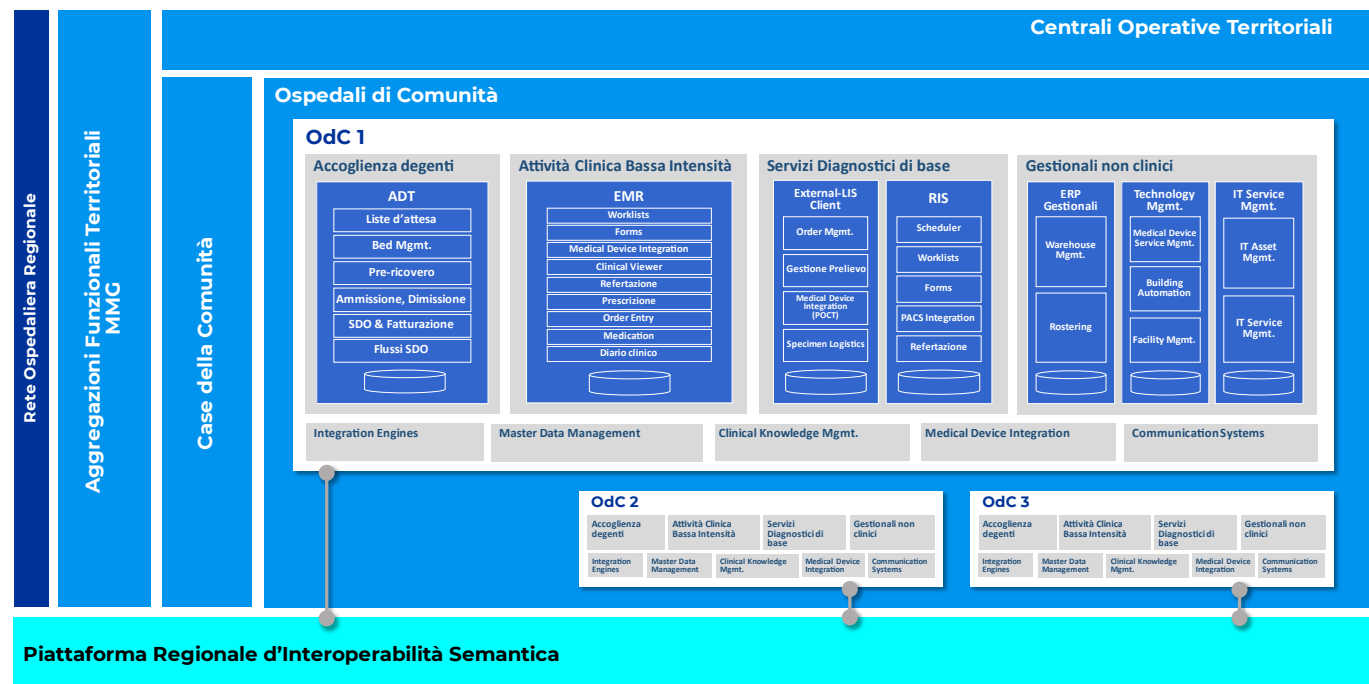 Rete Ospedaliera Regionale
Aggregazioni Funzionali Territoriali
MMG
Case della Comunità
Centrali Operative Territoriali
Ospedali di Comunità
OdC 1
Accoglienza degenti
ADT
Liste d'attesa
Bed Mgmt.
Pre-ricovero
Ammissione, Dimissione
SDO & Fatturazione
Flussi SDO
Attività Clinica Bassa Intensità
EMR
Worklists
Forms
Medical Device Integration
Clinical Viewer
Refertazione
Prescrizione
Order Entry
Medication
Diario clinico
Servizi Diagnostici di base
External-LIS
Client
Order Mgmt.
Gestione Prelievo
Medical Device
Integration
(POCT)
Specimen Logistics
RIS
Scheduler
Worklists
Forms
PACS Integration
Refertazione
Gestionali non clinici
ERP
Gestionali
Warehouse
Mgmt.
Rostering
Technology
Mgmt.
Medical Device
Service Mgmt.
Building
Automation
Facility Mgmt.
IT Service
Mgmt.
IT Asset
Mgmt.
IT Service
Mgmt.
Integration Engines
Master Data Management
Clinical Knowledge Mgmt.
Medical Device Integration
Communication Systems
OdC 2
Accoglienza
degenti
Attività Clinica
Bassa Intensità
Servizi
Diagnostici di
base
Gestionali non
clinici
Integration
Engines
Master Data
Management
Clinical Knowledge
Mgmt.
Medical Device
Integration
Communication
Systems
OdC 3
Accoglienza
degenti
Attività Clinica
Bassa Intensità
Servizi
Diagnostici di
base
Gestionali non
clinici
Integration
Engines
Master Data
Management
Clinical Knowledge
Mgmt.
Medical Device
Integration
Communication
Systems
Piattaforma Regionale d'Interoperabilità Semantica